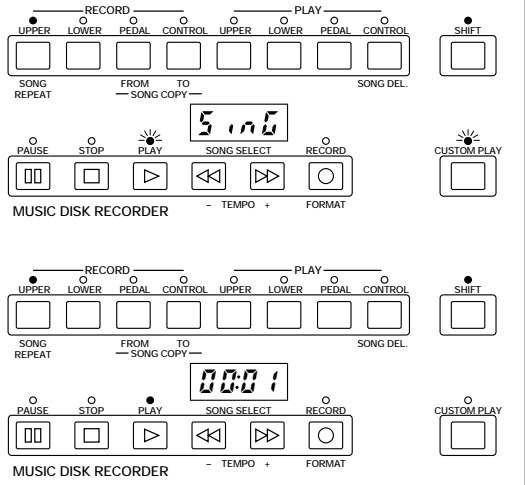 RECORD PLAY
UPPER LOWER PEDAL CONTROL UPPER LOWER PEDAL CONTROL SHIFT
SONG REPEAT FROM TO SONG DEL.
SONG COPY
SinG
PAUSE STOP PLAY SONG SELECT RECORD CUSTOM PLAY
− TEMPO + FORMAT
MUSIC DISK RECORDER
RECORD PLAY
UPPER LOWER PEDAL CONTROL UPPER LOWER PEDAL CONTROL SHIFT
SONG REPEAT FROM TO SONG DEL.
SONG COPY
00:01
PAUSE STOP PLAY SONG SELECT RECORD CUSTOM PLAY
− TEMPO + FORMAT
MUSIC DISK RECORDER